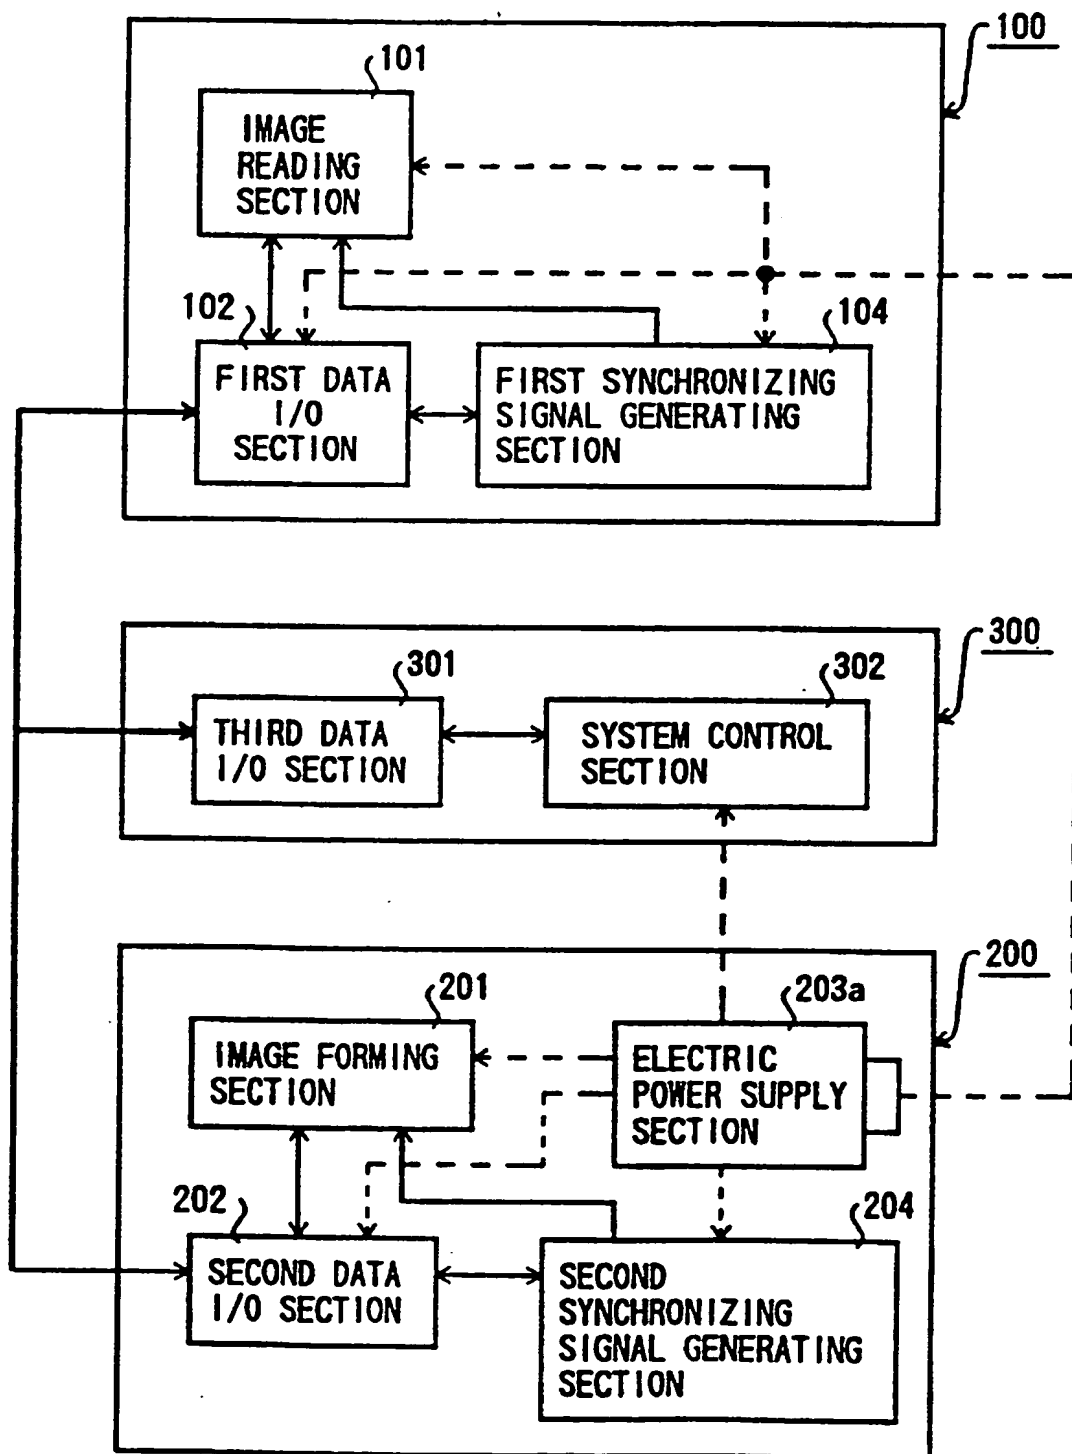 100
101
IMAGE
READING
SECTION
102
104
FIRST DATA
I/O
SECTION
FIRST SYNCHRONIZING
SIGNAL GENERATING
SECTION
300
301
302
THIRD DATA
I/O SECTION
SYSTEM CONTROL
SECTION
200
201
203a
IMAGE FORMING
SECTION
ELECTRIC
POWER SUPPLY
SECTION
202
204
SECOND DATA
I/O SECTION
SECOND
SYNCHRONIZING
SIGNAL GENERATING
SECTION